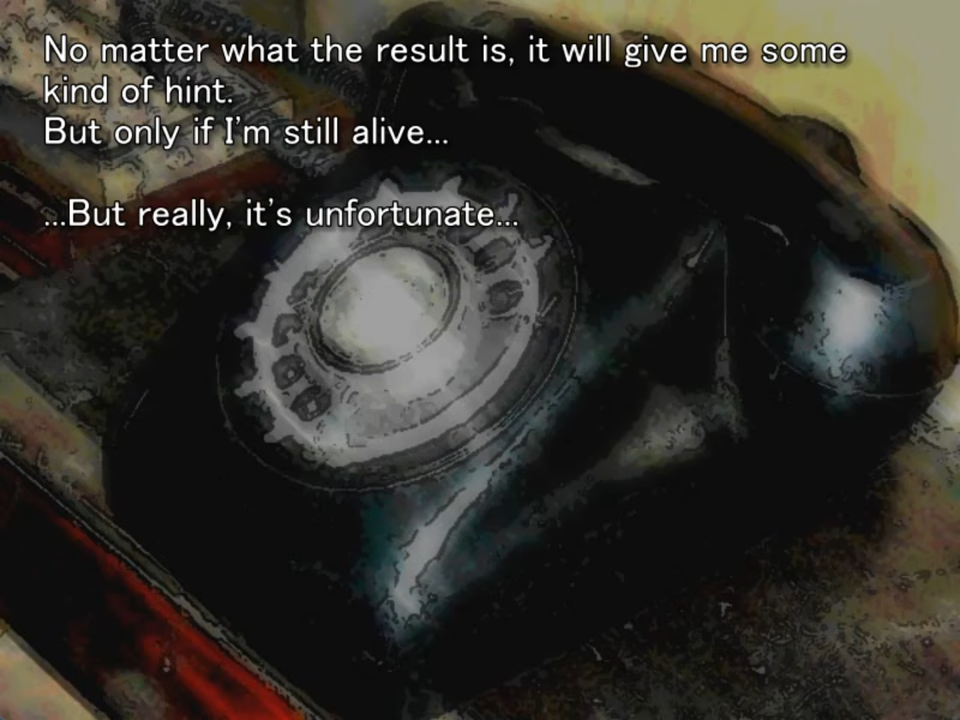 No matter what the result is, it will give me some
kind of hint.
But only if I'm still alive...
...But really, it's unfortunate...